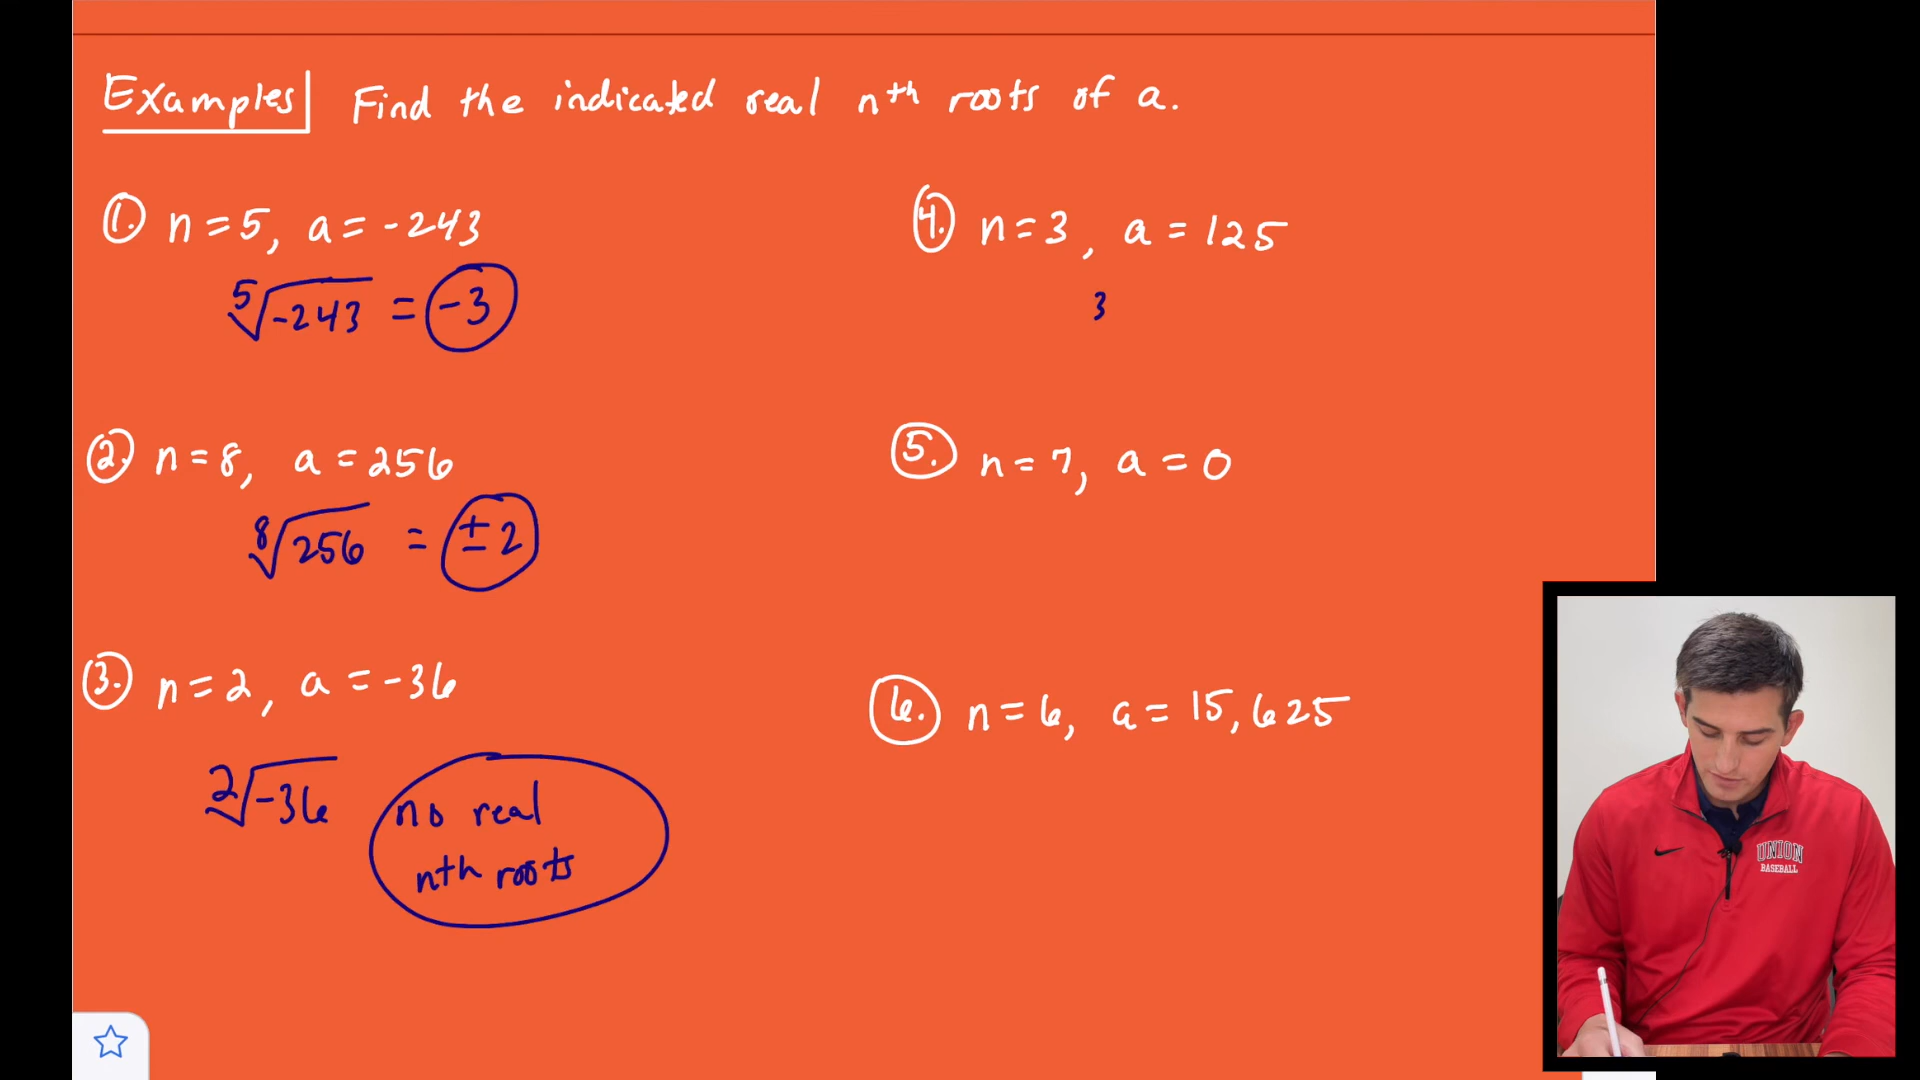 Examples Find the indicated real nth roots of a.
1. n = 5, a = -243
⁵√-243 = -3
2. n = 8, a = 256
⁸√256 = ±2
3. n = 2, a = -36
²√-36 no real
nth roots
4. n = 3, a = 125
3
5. n = 7, a = 0
6. n = 6, a = 15,625
UNION
BASEBALL